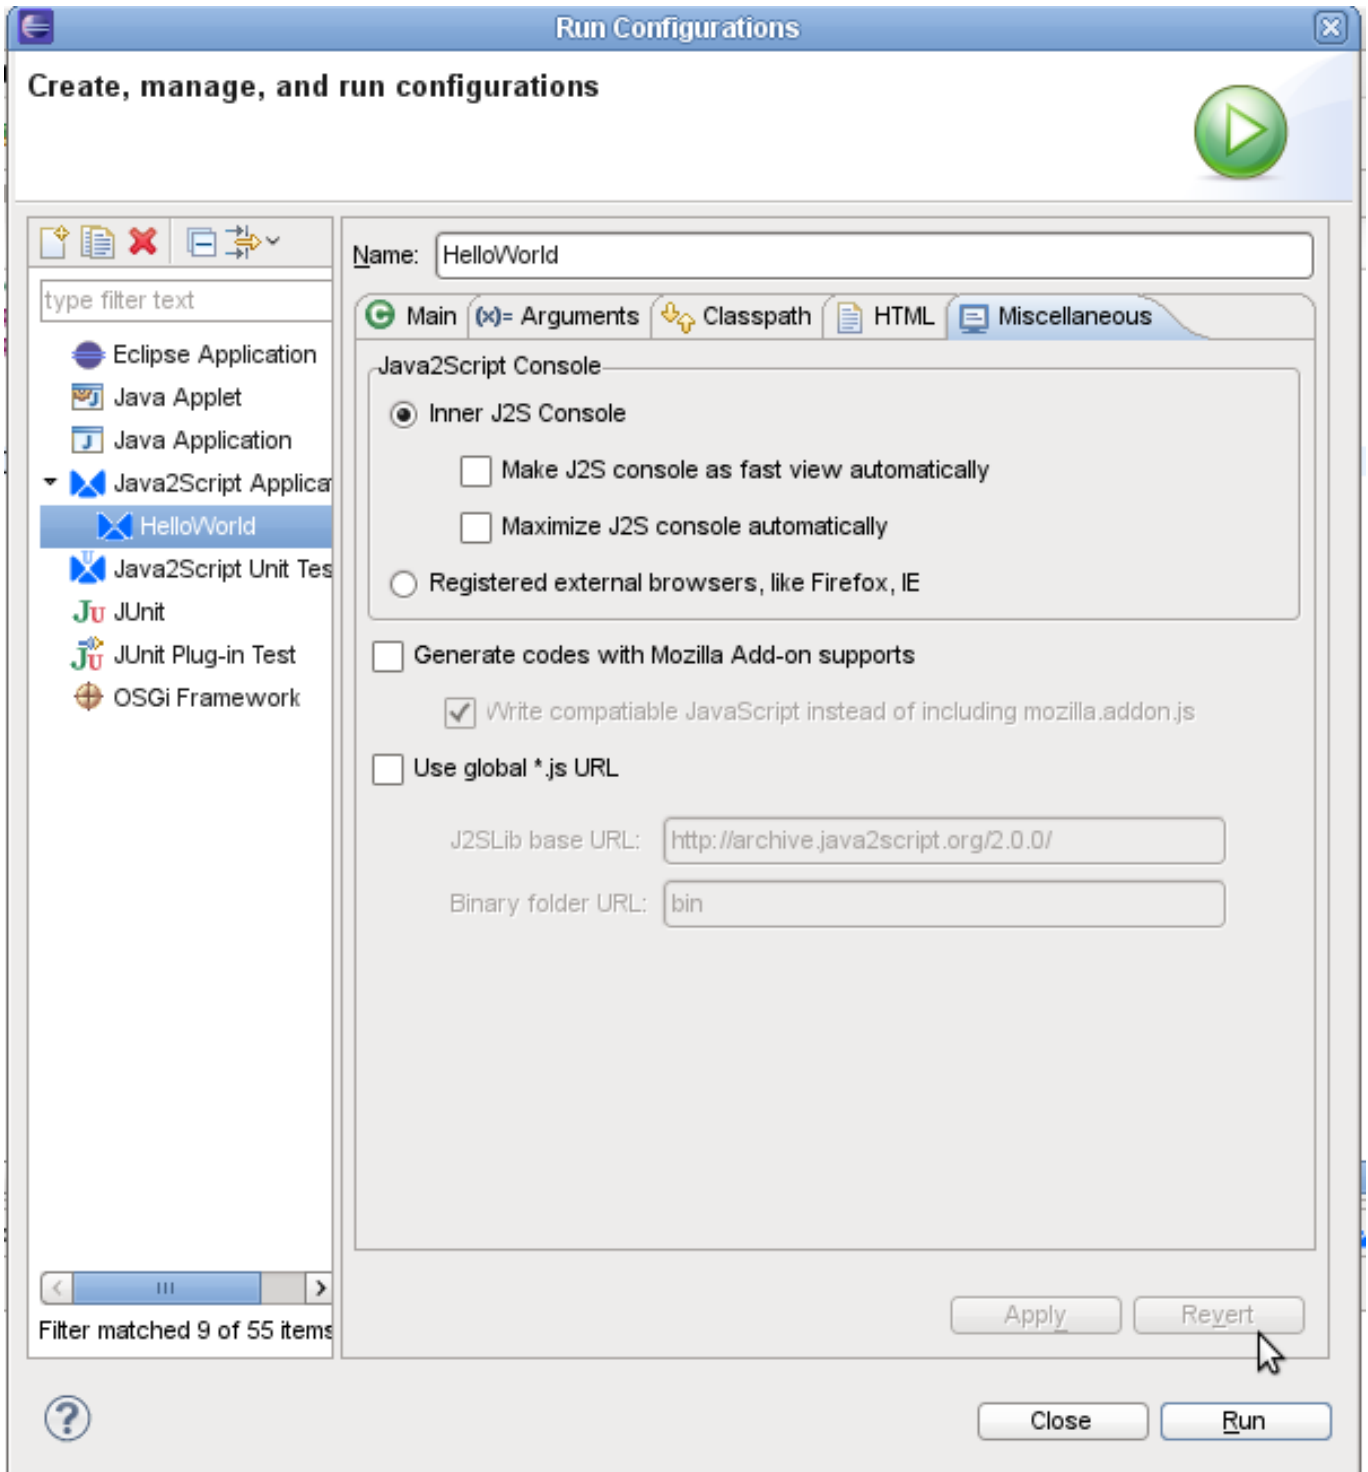 Run Configurations
Create, manage, and run configurations
type filter text
Eclipse Application
Java Applet
Java Application
Java2Script Applica
HelloWorld
Java2Script Unit Tes
JUnit
JUnit Plug-in Test
OSGi Framework
Filter matched 9 of 55 items
Name: HelloWorld
Main (x)= Arguments Classpath HTML Miscellaneous
Java2Script Console
Inner J2S Console
Make J2S console as fast view automatically
Maximize J2S console automatically
Registered external browsers, like Firefox, IE
Generate codes with Mozilla Add-on supports
Write compatiable JavaScript instead of including mozilla.addon.js
Use global *.js URL
J2SLib base URL: http://archive.java2script.org/2.0.0/
Binary folder URL: bin
Apply Revert
Close Run